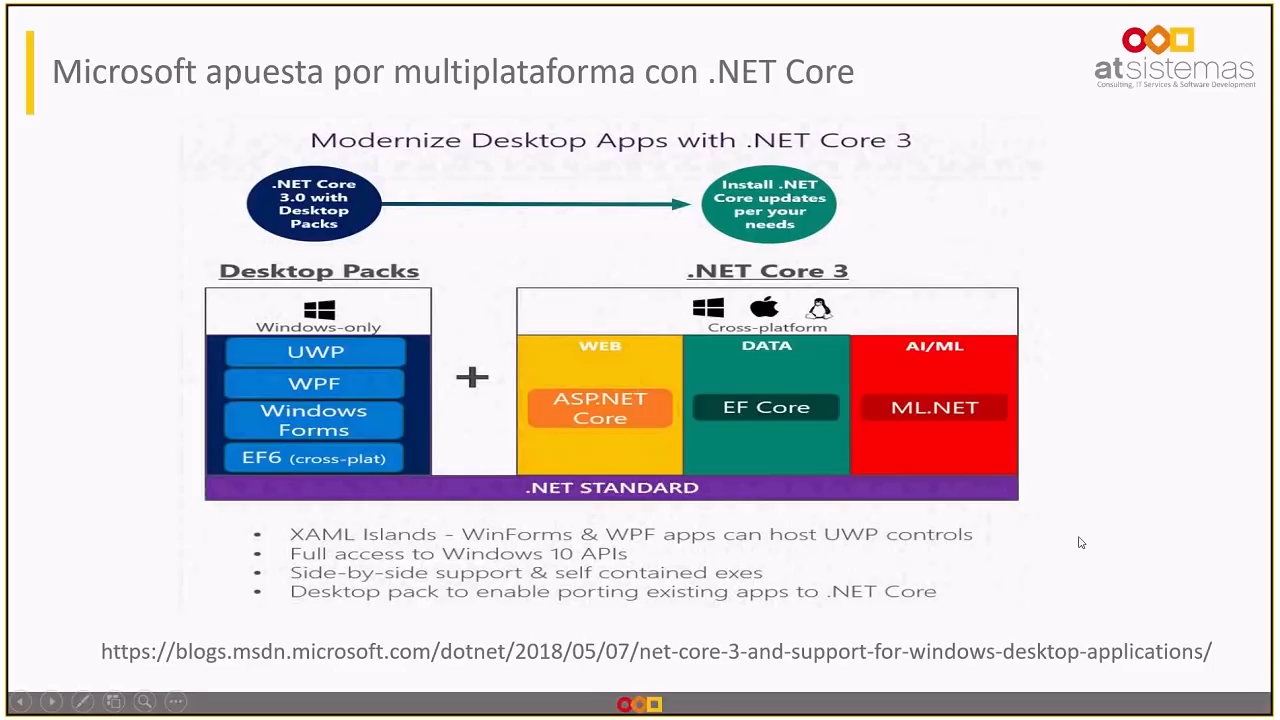 Microsoft apuesta por multiplataforma con .NET Core
atsistemas
Consulting, IT Services & Software Development
Modernize Desktop Apps with .NET Core 3
.NET Core
3.0 with
Desktop
Packs
Install .NET
Core updates
per your
needs
Desktop Packs
.NET Core 3
Windows-only
Cross-platform
UWP
WPF
Windows
Forms
EF6 (cross-plat)
WEB
DATA
AI/ML
ASP.NET
Core
EF Core
ML.NET
.NET STANDARD
• XAML Islands - WinForms & WPF apps can host UWP controls
• Full access to Windows 10 APIs
• Side-by-side support & self contained exes
• Desktop pack to enable porting existing apps to .NET Core
https://blogs.msdn.microsoft.com/dotnet/2018/05/07/net-core-3-and-support-for-windows-desktop-applications/